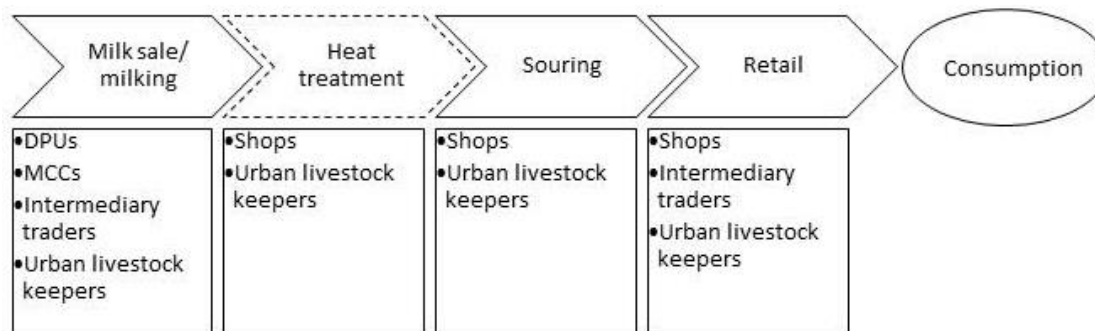 Milk sale/
milking
Heat
treatment
Souring
Retail
Consumption
•DPUs
•MCCs
•Intermediary
traders
•Urban livestock
keepers
•Shops
•Urban livestock
keepers
•Shops
•Urban livestock
keepers
•Shops
•Intermediary
traders
•Urban livestock
keepers